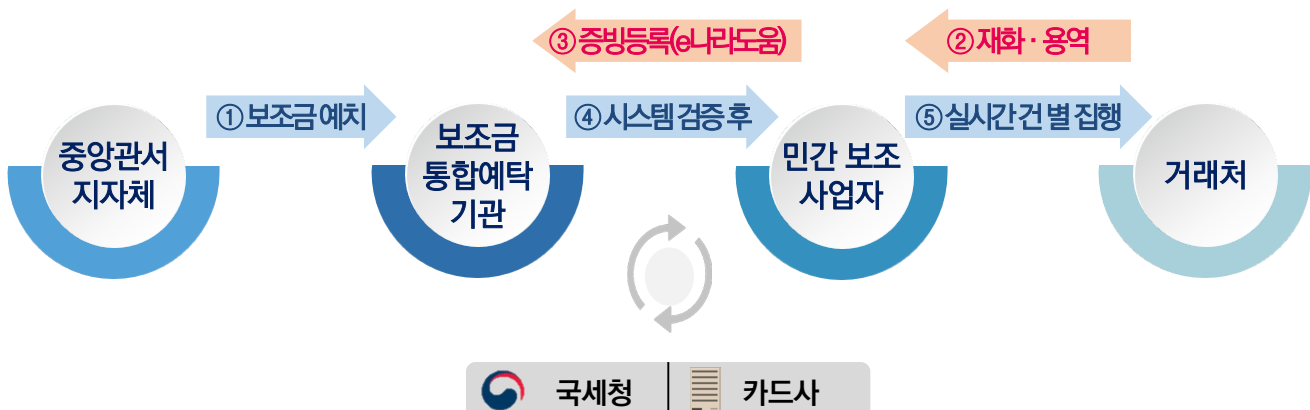 ③ 증빙등록(e나라도움)
② 재화 · 용역
① 보조금 예치
④ 시스템 검증 후
⑤ 실시간 건 별 집행
중앙관서
지자체
보조금
통합예탁
기관
민간 보조
사업자
거래처
국세청
카드사